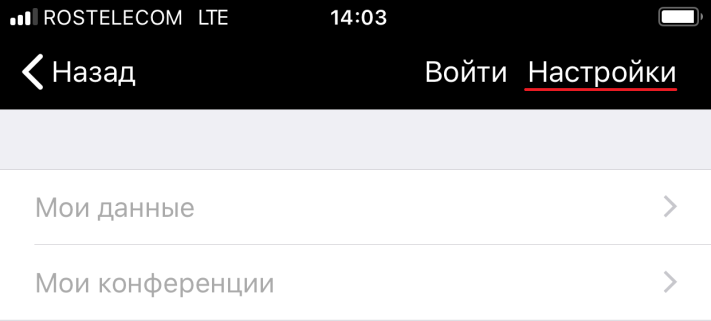 ROSTELECOM LTE 14:03
Назад Войти Настройки
Мои данные
Мои конференции